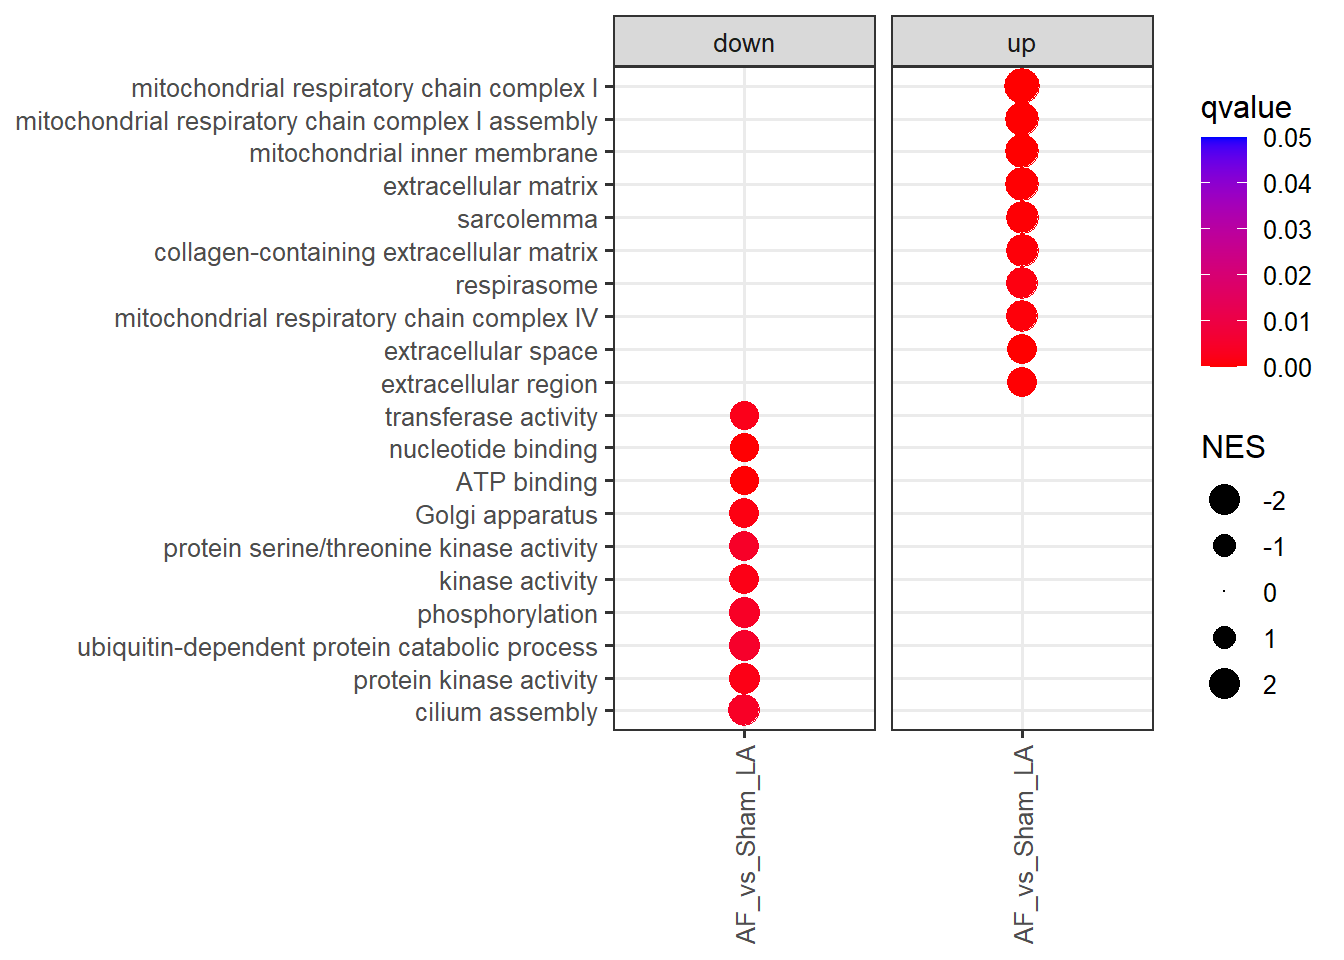 down
up
mitochondrial respiratory chain complex I
mitochondrial respiratory chain complex I assembly
mitochondrial inner membrane
extracellular matrix
sarcolemma
collagen-containing extracellular matrix
respirasome
mitochondrial respiratory chain complex IV
extracellular space
extracellular region
transferase activity
nucleotide binding
ATP binding
Golgi apparatus
protein serine/threonine kinase activity
kinase activity
phosphorylation
ubiquitin-dependent protein catabolic process
protein kinase activity
cilium assembly
AF_vs_Sham_LA
AF_vs_Sham_LA
qvalue
0.05
0.04
0.03
0.02
0.01
0.00
NES
-2
-1
0
1
2